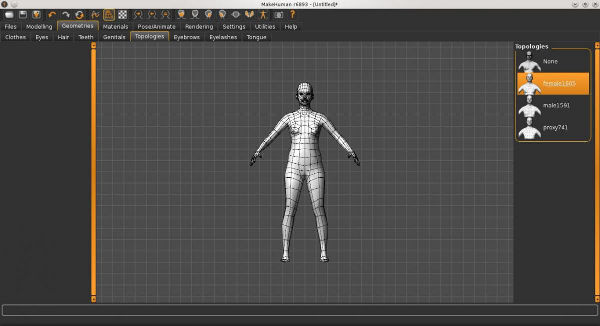 MakeHuman r6893 - [Untitled]*
Files Modelling Geometries Materials Pose/Animate Rendering Settings Utilities Help
Clothes Eyes Hair Teeth Genitals Topologies Eyebrows Eyelashes Tongue
Topologies
None
female1605
male1591
proxy741